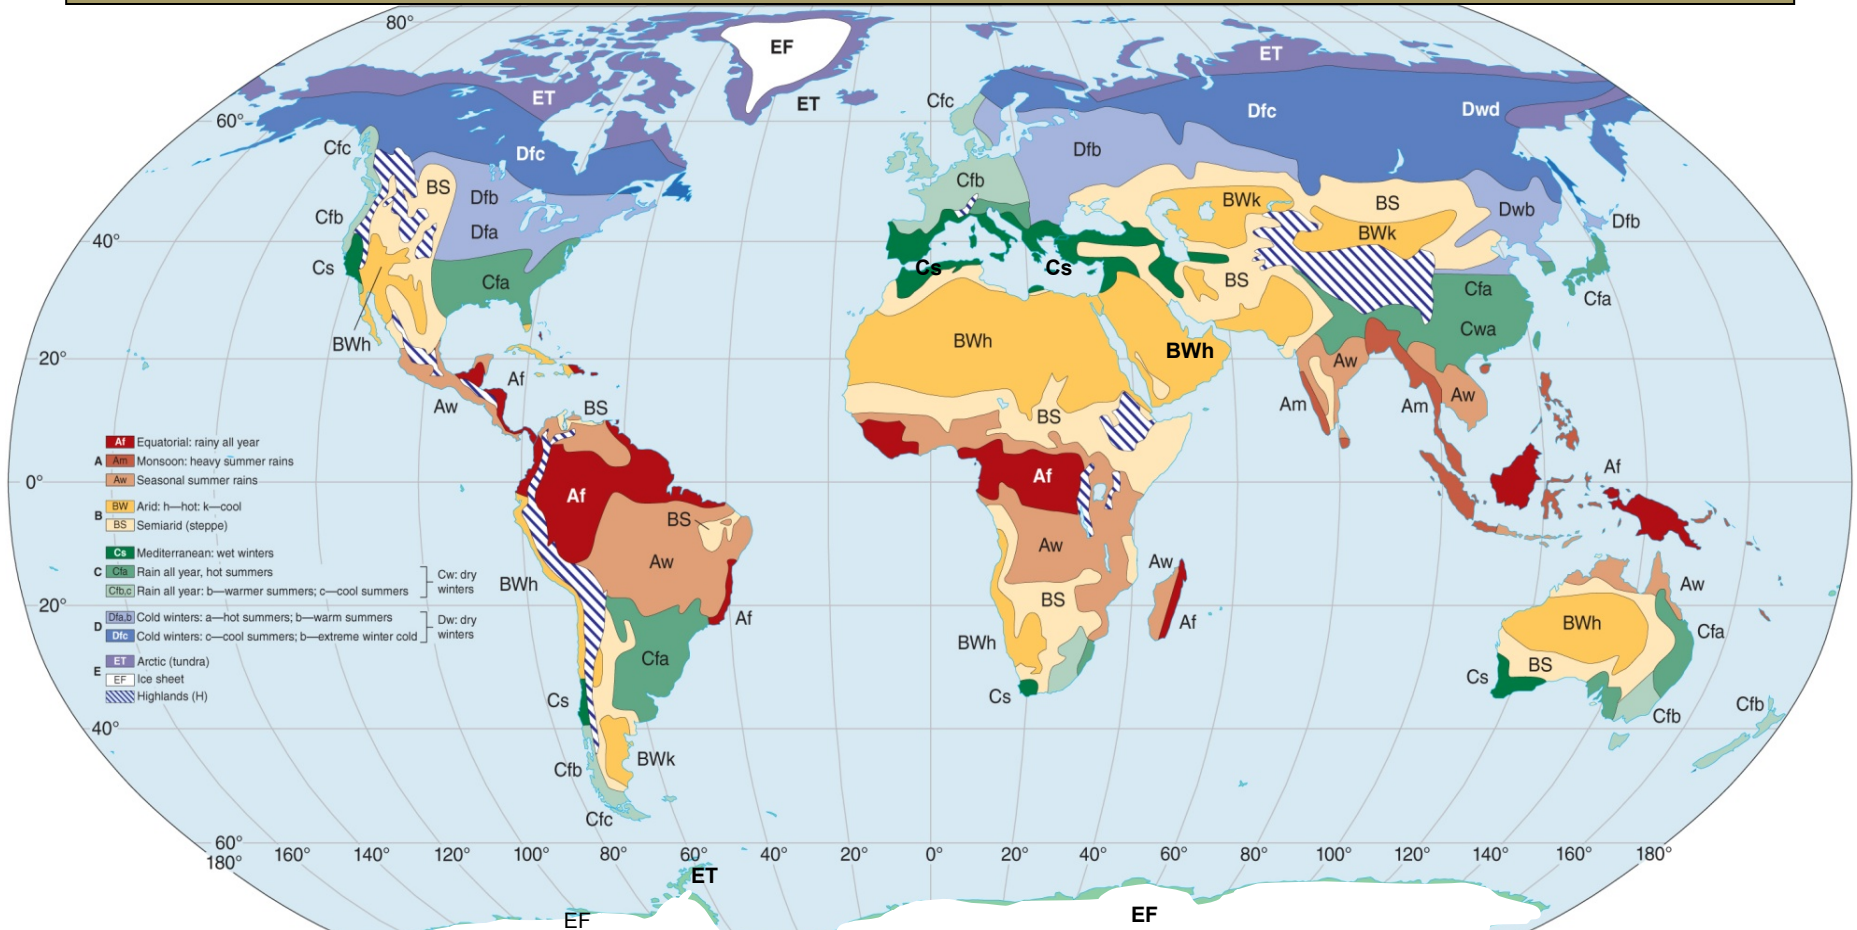 80°
EF
ET
ET
ET
Cfc
Dfc
Dwd
60°
Cfc
Dfc
Dfb
BS
Dfb
Cfb
BWk
BS
Dwb
Dfb
Cfb
Dfa
BWk
40°
Cs
Cfa
Cs
Cs
BS
Cfa
Cfa
BWh
BWh
BWh
Cwa
20°
Aw
Af
Aw
BS
BS
Am
Am
Aw
Af Equatorial: rainy all year
A Am Monsoon: heavy summer rains
Aw Seasonal summer rains
B BW Arid: h—hot: k—cool
BS Semiarid (steppe)
Cs Mediterranean: wet winters
C Cfa Rain all year, hot summers
Cfb,c Rain all year: b—warmer summers; c—cool summers
Cw: dry
winters
D Dfa,b Cold winters: a—hot summers; b—warm summers
Dfc Cold winters: c—cool summers; b—extreme winter cold
Dw: dry
winters
E ET Arctic (tundra)
EF Ice sheet
Highlands (H)
0°
Af
Af
Af
BS
Aw
Aw
Aw
Aw
BWh
20°
BS
Af
Af
BWh
Cfa
BWh
Cfa
BS
Cs
Cs
Cs
Cfb
Cfb
40°
Cfb
BWk
Cfc
60°
180° 160° 140° 120° 100° 80° 60° 40° 20° 0° 20° 40° 60° 80° 100° 120° 140° 160° 180°
ET
EF
EF